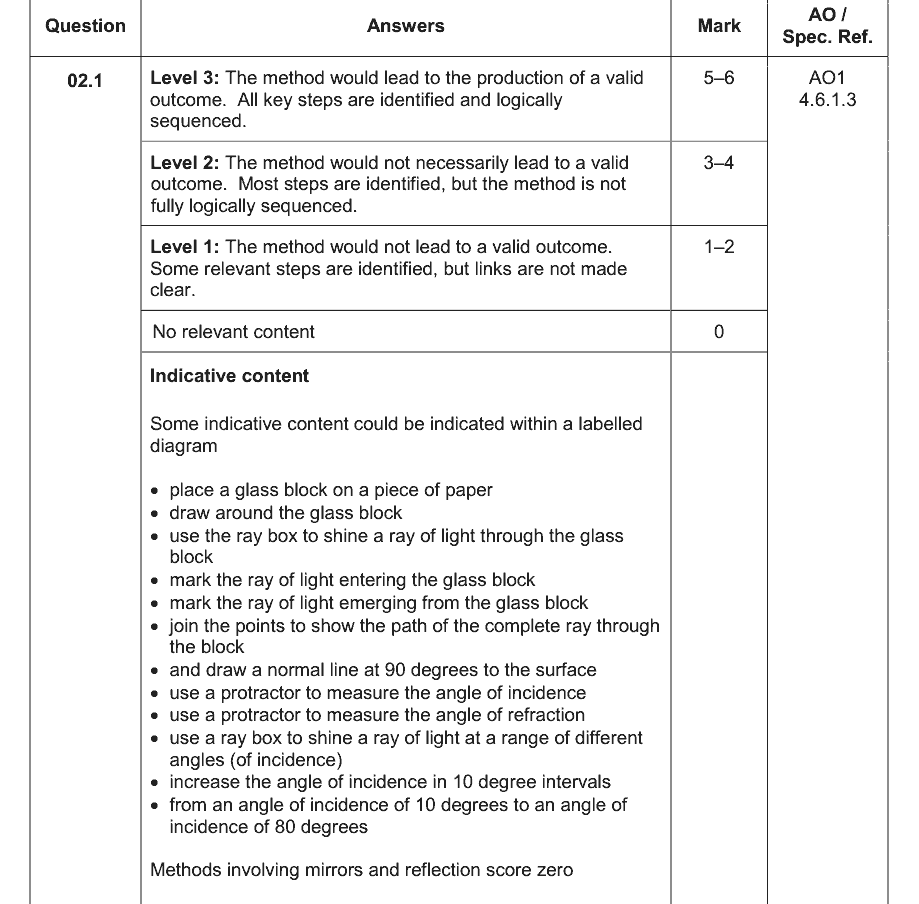 Question Answers Mark AO /
Spec. Ref.
02.1 Level 3: The method would lead to the production of a valid 5–6 AO1
outcome.  All key steps are identified and logically 4.6.1.3
sequenced.
Level 2: The method would not necessarily lead to a valid 3–4
outcome.  Most steps are identified, but the method is not
fully logically sequenced.
Level 1: The method would not lead to a valid outcome. 1–2
Some relevant steps are identified, but links are not made
clear.
No relevant content 0
Indicative content
Some indicative content could be indicated within a labelled
diagram
• place a glass block on a piece of paper
• draw around the glass block
• use the ray box to shine a ray of light through the glass
block
• mark the ray of light entering the glass block
• mark the ray of light emerging from the glass block
• join the points to show the path of the complete ray through
the block
• and draw a normal line at 90 degrees to the surface
• use a protractor to measure the angle of incidence
• use a protractor to measure the angle of refraction
• use a ray box to shine a ray of light at a range of different
angles (of incidence)
• increase the angle of incidence in 10 degree intervals
• from an angle of incidence of 10 degrees to an angle of
incidence of 80 degrees
Methods involving mirrors and reflection score zero